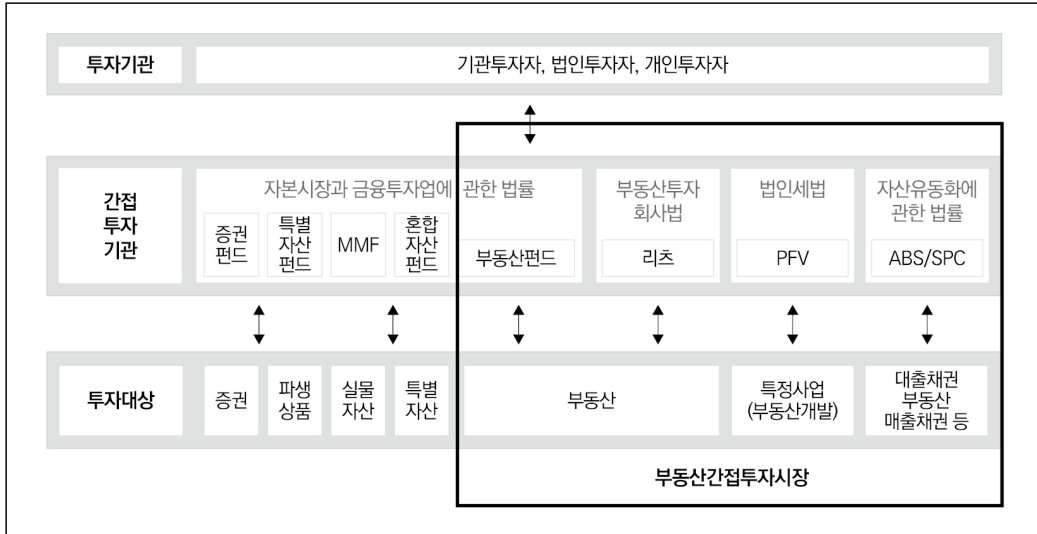 투자기관
기관투자자, 법인투자자, 개인투자자
간접
투자
기관
자본시장과 금융투자업에 관한 법률
증권
펀드
특별
자산
펀드
MMF
혼합
자산
펀드
부동산펀드
부동산투자
회사법
리츠
법인세법
PFV
자산유동화에
관한 법률
ABS/SPC
투자대상
증권
파생
상품
실물
자산
특별
자산
부동산
특정사업
(부동산개발)
대출채권
부동산
매출채권 등
부동산간접투자시장